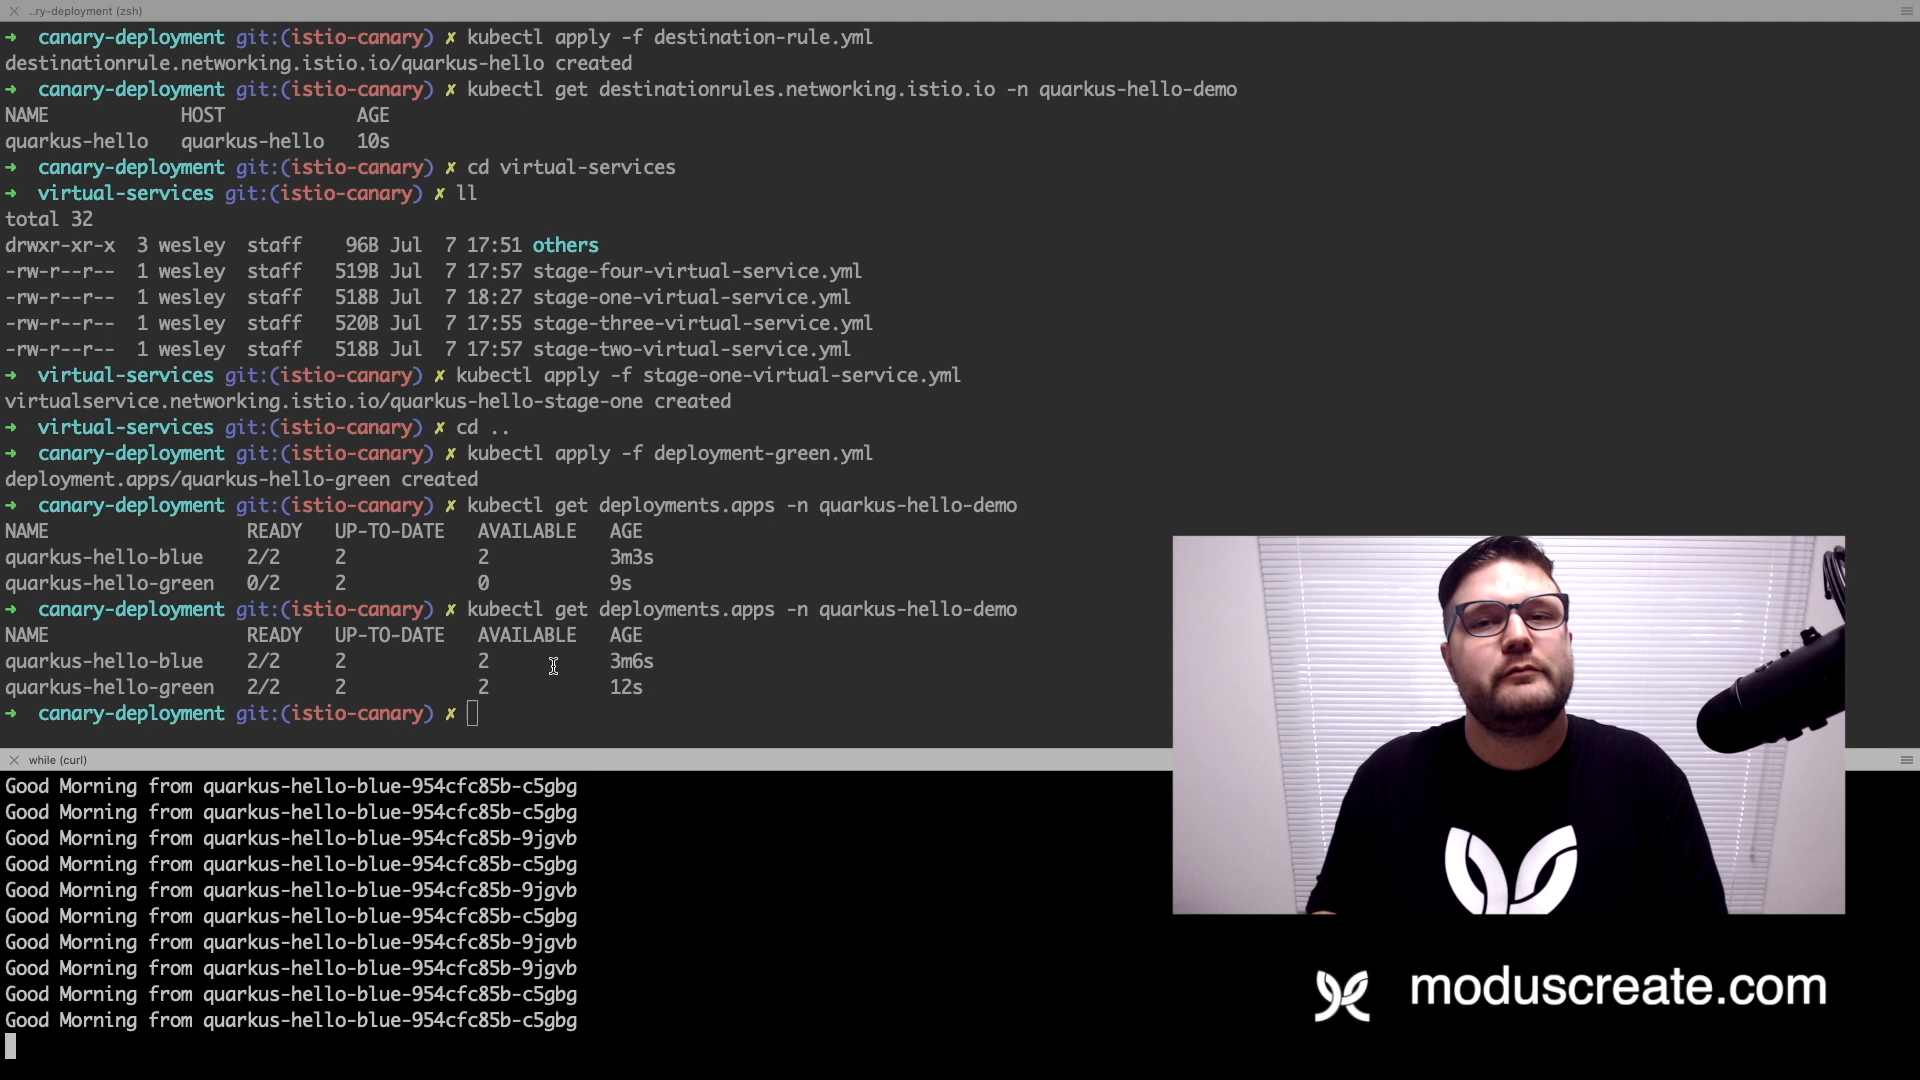 ..ry-deployment (zsh)
➜ canary-deployment git:(istio-canary) ✗ kubectl apply -f destination-rule.yml
destinationrule.networking.istio.io/quarkus-hello created
➜ canary-deployment git:(istio-canary) ✗ kubectl get destinationrules.networking.istio.io -n quarkus-hello-demo
NAME HOST AGE
quarkus-hello quarkus-hello 10s
➜ canary-deployment git:(istio-canary) ✗ cd virtual-services
➜ virtual-services git:(istio-canary) ✗ ll
total 32
drwxr-xr-x 3 wesley staff 96B Jul 7 17:51 others
-rw-r--r-- 1 wesley staff 519B Jul 7 17:57 stage-four-virtual-service.yml
-rw-r--r-- 1 wesley staff 518B Jul 7 18:27 stage-one-virtual-service.yml
-rw-r--r-- 1 wesley staff 520B Jul 7 17:55 stage-three-virtual-service.yml
-rw-r--r-- 1 wesley staff 518B Jul 7 17:57 stage-two-virtual-service.yml
➜ virtual-services git:(istio-canary) ✗ kubectl apply -f stage-one-virtual-service.yml
virtualservice.networking.istio.io/quarkus-hello-stage-one created
➜ virtual-services git:(istio-canary) ✗ cd ..
➜ canary-deployment git:(istio-canary) ✗ kubectl apply -f deployment-green.yml
deployment.apps/quarkus-hello-green created
➜ canary-deployment git:(istio-canary) ✗ kubectl get deployments.apps -n quarkus-hello-demo
NAME READY UP-TO-DATE AVAILABLE AGE
quarkus-hello-blue 2/2 2 2 3m3s
quarkus-hello-green 0/2 2 0 9s
➜ canary-deployment git:(istio-canary) ✗ kubectl get deployments.apps -n quarkus-hello-demo
NAME READY UP-TO-DATE AVAILABLE AGE
quarkus-hello-blue 2/2 2 2 3m6s
quarkus-hello-green 2/2 2 2 12s
➜ canary-deployment git:(istio-canary) ✗
while (curl)
Good Morning from quarkus-hello-blue-954cfc85b-c5gbg
Good Morning from quarkus-hello-blue-954cfc85b-c5gbg
Good Morning from quarkus-hello-blue-954cfc85b-9jgvb
Good Morning from quarkus-hello-blue-954cfc85b-c5gbg
Good Morning from quarkus-hello-blue-954cfc85b-9jgvb
Good Morning from quarkus-hello-blue-954cfc85b-c5gbg
Good Morning from quarkus-hello-blue-954cfc85b-9jgvb
Good Morning from quarkus-hello-blue-954cfc85b-9jgvb
Good Morning from quarkus-hello-blue-954cfc85b-c5gbg
Good Morning from quarkus-hello-blue-954cfc85b-c5gbg
moduscreate.com